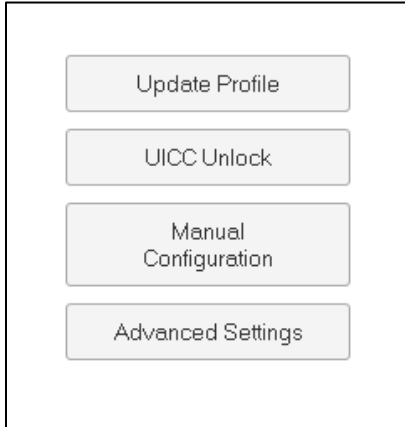 Update Profile
UICC Unlock
Manual
Configuration
Advanced Settings